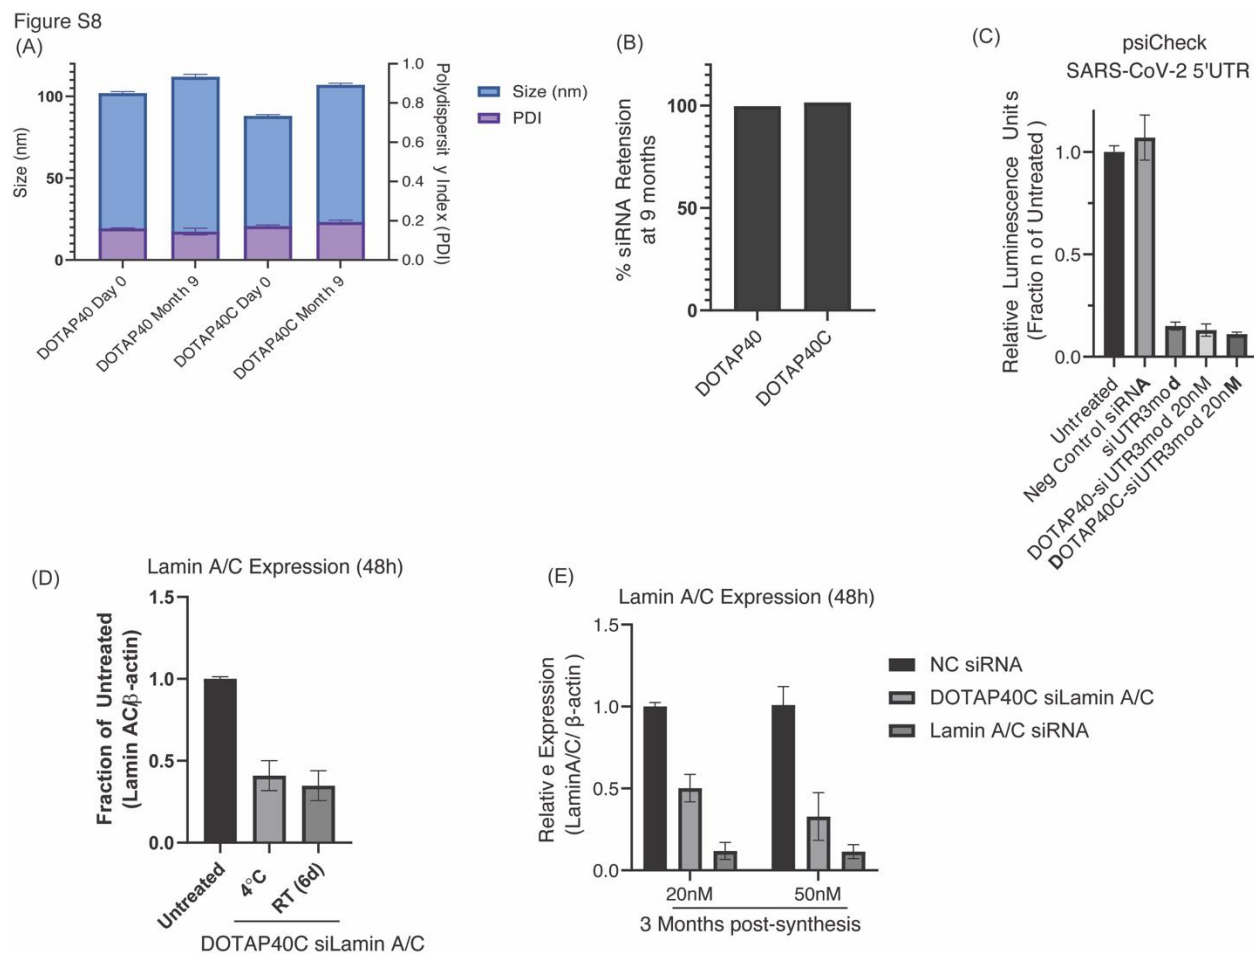 Figure S8
(A)
Size (nm)
100
50
0
1.0
0.8
0.6
0.4
0.2
0.0
Polydispersit y Index (PDI)
Size (nm)
PDI
DOTAP40 Day 0
DOTAP40 Month 9
DOTAP40C Day 0
DOTAP40C Month 9
(B)
% siRNA Retention
at 9 months
100
50
0
DOTAP40
DOTAP40C
(C)
psiCheck
SARS-CoV-2 5'UTR
Relative Luminescence Units
(Fractio n of Untreated )
1.0
0.5
0.0
Untreated
Neg Control siRNA
siUTR3mod
DOTAP40-siUTR3mod 20nM
DOTAP40C-siUTR3mod 20nM
(D)
Lamin A/C Expression (48h)
Fraction of Untreated
(Lamin AC/β-actin)
1.5
1.0
0.5
0.0
Untreated
4°C
RT (6d)
DOTAP40C siLamin A/C
(E)
Lamin A/C Expression (48h)
Relativ e Expression
(LaminA/C/ β-actin )
1.5
1.0
0.5
0.0
20nM
50nM
3 Months post-synthesis
NC siRNA
DOTAP40C siLamin A/C
Lamin A/C siRNA